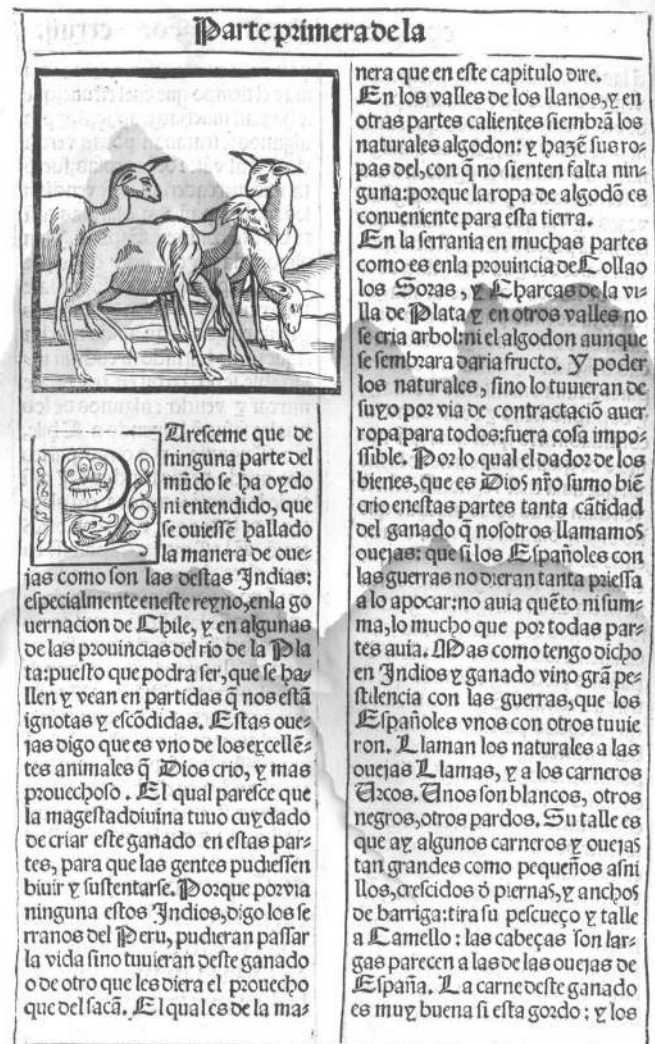 Parte primera de la
PAresceme que de
ninguna parte del
mũdo se ha oydo
ni entendido, que
se ouiessẽ hallado
la manera de oue-
jas como son las destas Indias:
especialmente eneste reyno, enla go
uernacion de Chile, y en algunas
de las prouincias del rio de la Pla
ta: puesto que podra ser, que se ha-
llen y vean en partidas q̃ nos estã
ignotas y escõdidas. Estas oue-
jas digo que es vno de los excellẽ-
tes animales q̃ Dios crio, y mas
prouechoso. El qual paresce que
la magestad diuina tuuo cuydado
de criar este ganado en estas par-
tes, para que las gentes pudiessen
biuir y sustentarse. Porque por via
ninguna estos Indios, digo los se
rranos del Peru, pudieran passar
la vida sino tuuieran deste ganado
o de otro que les diera el prouecho
que del sacã. El qual es de la ma-
nera que en este capitulo dire.
En los valles de los llanos, y en
otras partes calientes siembrã los
naturales algodon: y hazẽ sus ro-
pas del, con q̃ no sienten falta nin-
guna: porque la ropa de algodõ es
conueniente para esta tierra.
En la serrania en muchas partes
como es enla prouincia de Collao
los Soras, y Charcas de la vi-
lla de Plata y en otros valles no
se cria arbol: ni el algodon aunque
se sembrara daria fructo. Y poder
los naturales, sino lo tuuieran de
suyo por via de contractaciõ auer
ropa para todos: fuera cosa impo-
ssible. Por lo qual el dador de los
bienes, que es Dios nr̃o sumo biẽ
crio enestas partes tanta cãtidad
del ganado q̃ nosotros llamamos
ouejas: que si los Españoles con
las guerras no dieran tanta priessa
a lo apocar: no auia quẽto ni sum-
ma, lo mucho que por todas par-
tes auia. Mas como tengo dicho
en Indios y ganado vino grã pe-
stilencia con las guerras, que los
Españoles vnos con otros tuuie
ron. Llaman los naturales a las
ouejas Llamas, y a los carneros
Urcos. Unos son blancos, otros
negros, otros pardos. Su talle es
que ay algunos carneros y ouejas
tan grandes como pequeños asni
llos, crescidos d̃ piernas, y anchos
de barriga: tira su pescueço y talle
a Camello: las cabeças son lar-
gas parecen a las de las ouejas de
España. La carne deste ganado
es muy buena si esta gordo: y los